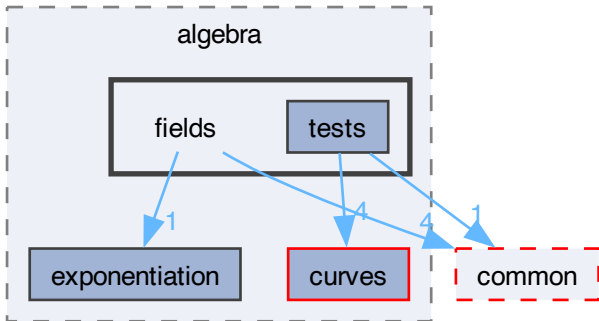 algebra
fields
tests
1
4
4
1
exponentiation
curves
common